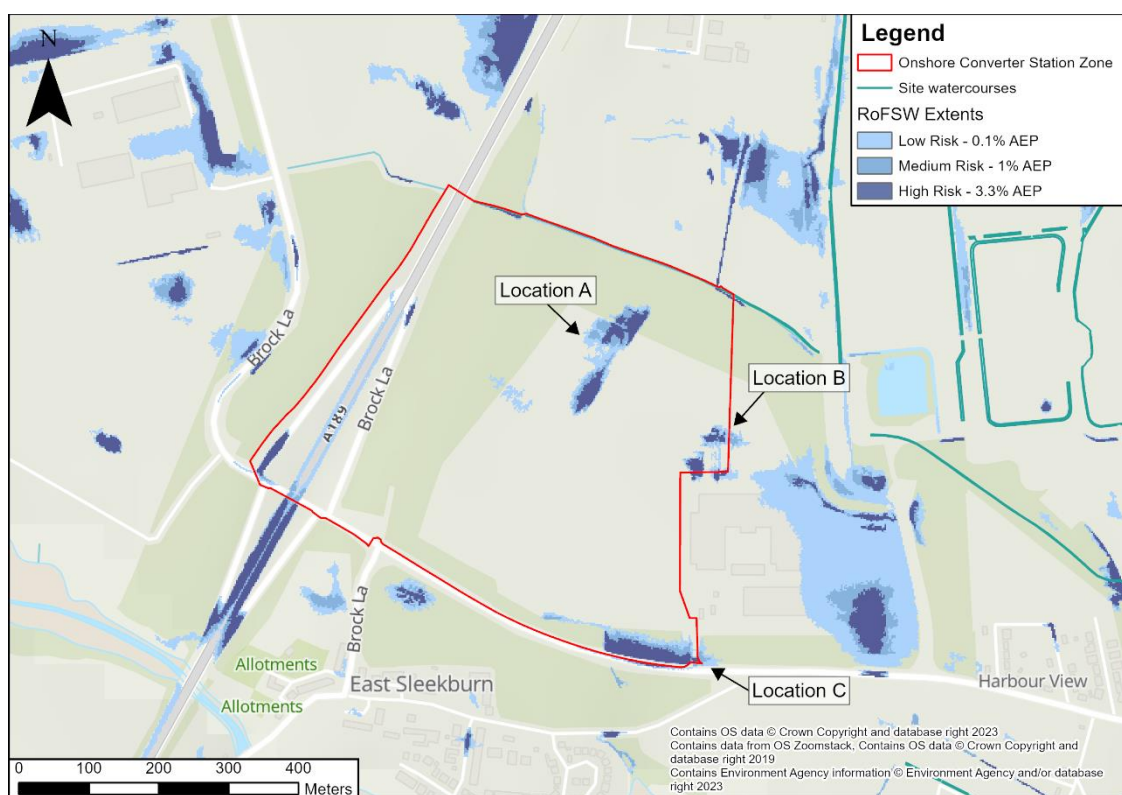 N
Legend
Onshore Converter Station Zone
Site watercourses
RoFSW Extents
Low Risk - 0.1% AEP
Medium Risk - 1% AEP
High Risk - 3.3% AEP
Location A
Brock La
A189
Brock La
Location B
Location C
Brock La
Allotments
Allotments
East Sleekburn
Harbour View
Contains OS data © Crown Copyright and database right 2023
Contains data from OS Zoomstack, Contains OS data © Crown Copyright and
database right 2019
Contains Environment Agency information © Environment Agency and/or database
right 2023
0 100 200 300 400
Meters